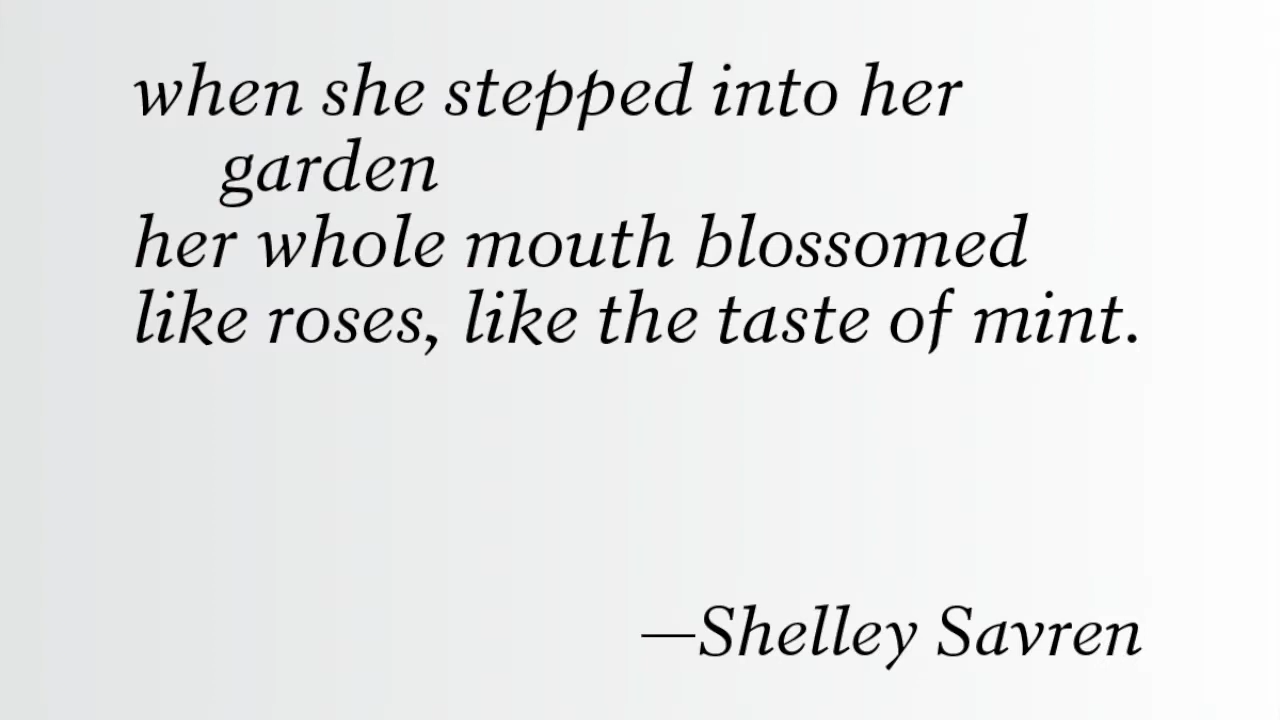 when she stepped into her
garden
her whole mouth blossomed
like roses, like the taste of mint.
—Shelley Savren